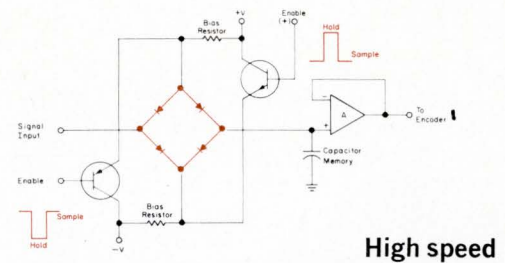 Bias
Resistor
+V
Enable
(+)
Hold
Sample
Signal
Input
-
A
+
To
Encoder
Capacitor
Memory
Enable
Bias
Resistor
Sample
Hold
-V
High speed